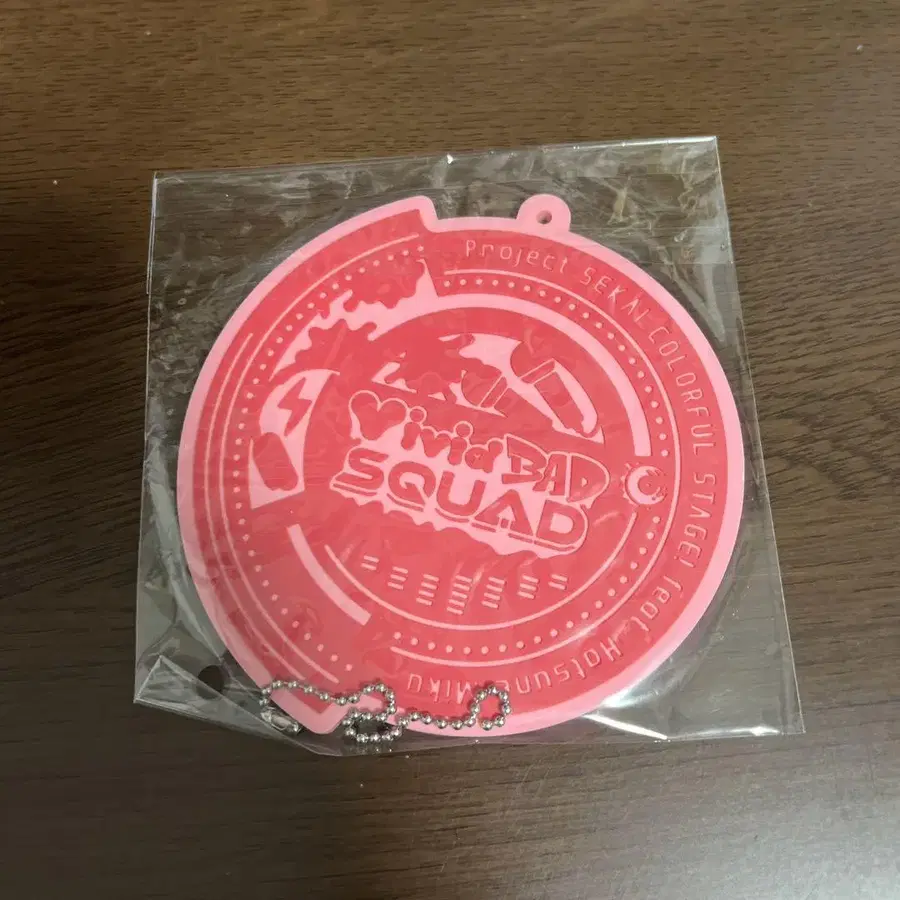 Project SEKAI COLORFUL STAGE! feat. Hatsune Miku
Vivid BAD
SQUAD